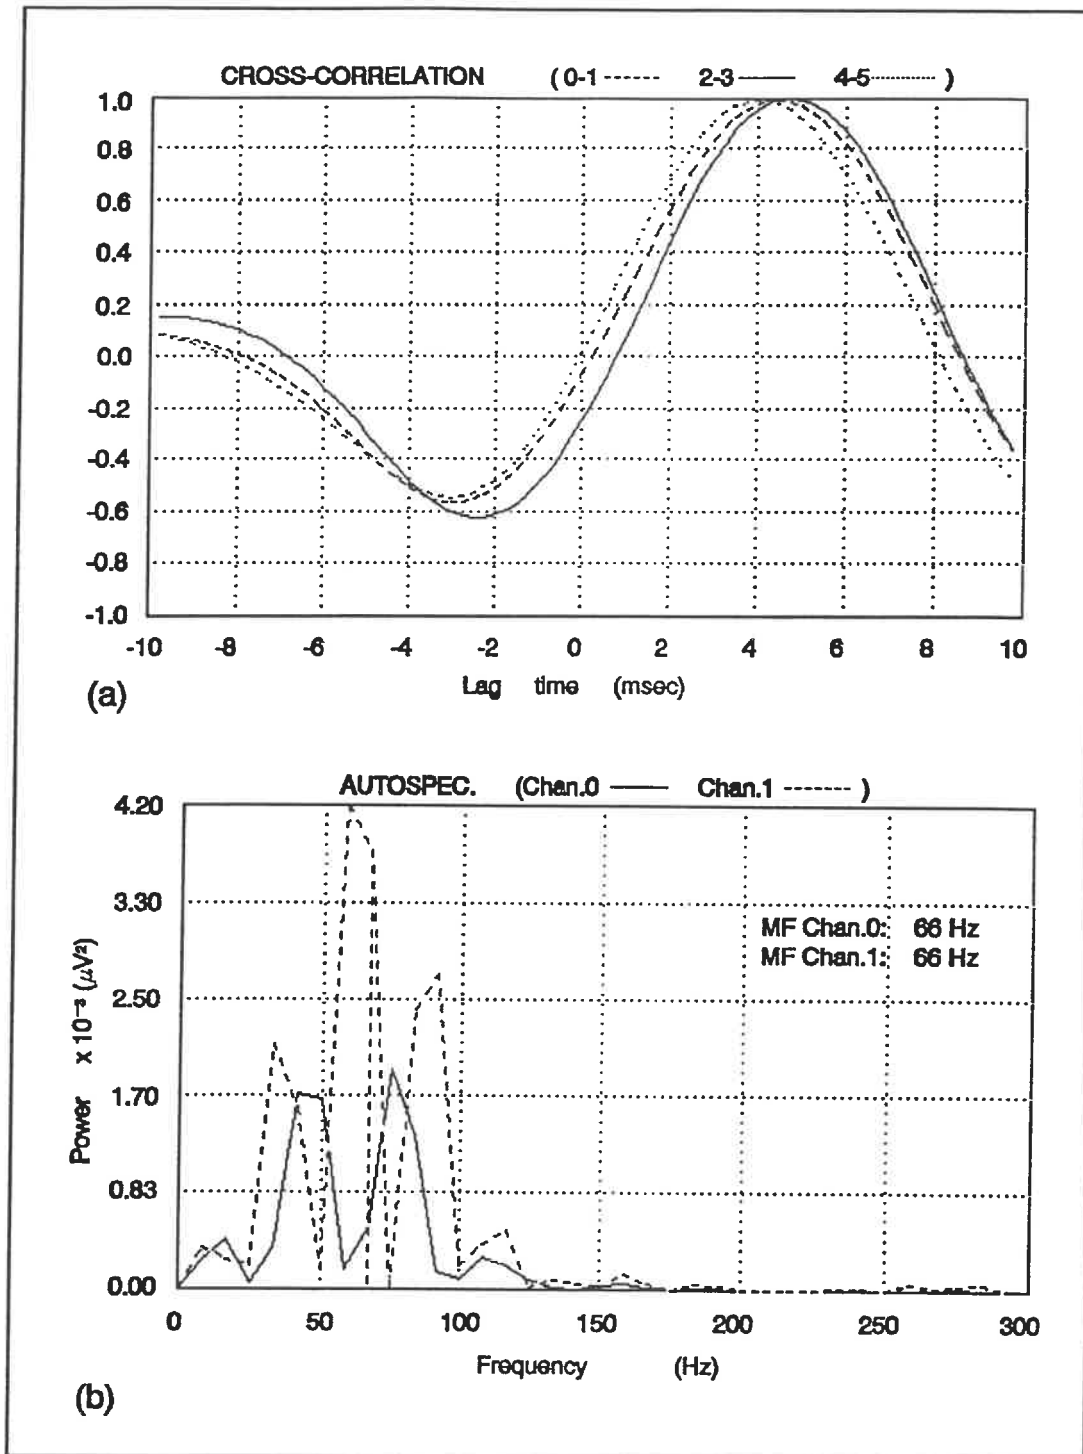 CROSS-CORRELATION ( 0-1 ------ 2-3 —— 4-5 ········ )
1.0
0.8
0.6
0.4
0.2
0.0
-0.2
-0.4
-0.6
-0.8
-1.0
-10 -8 -6 -4 -2 0 2 4 6 8 10
Lag time (msec)
(a)
AUTOSPEC. (Chan.0 —— Chan.1 ------- )
4.20
3.30
2.50
1.70
0.83
0.00
Power x 10⁻³ (μV²)
MF Chan.0: 66 Hz
MF Chan.1: 66 Hz
0 50 100 150 200 250 300
Frequency (Hz)
(b)